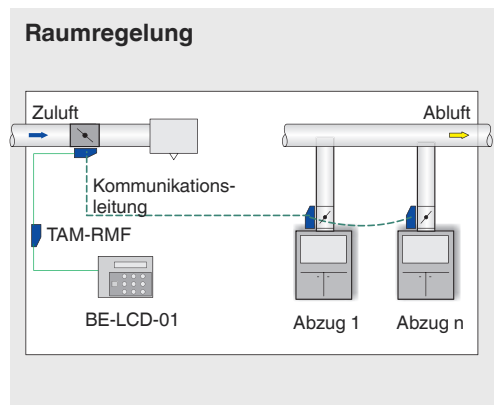 Raumregelung
Zuluft
Abluft
Kommunikations-
leitung
TAM-RMF
BE-LCD-01
Abzug 1
Abzug n